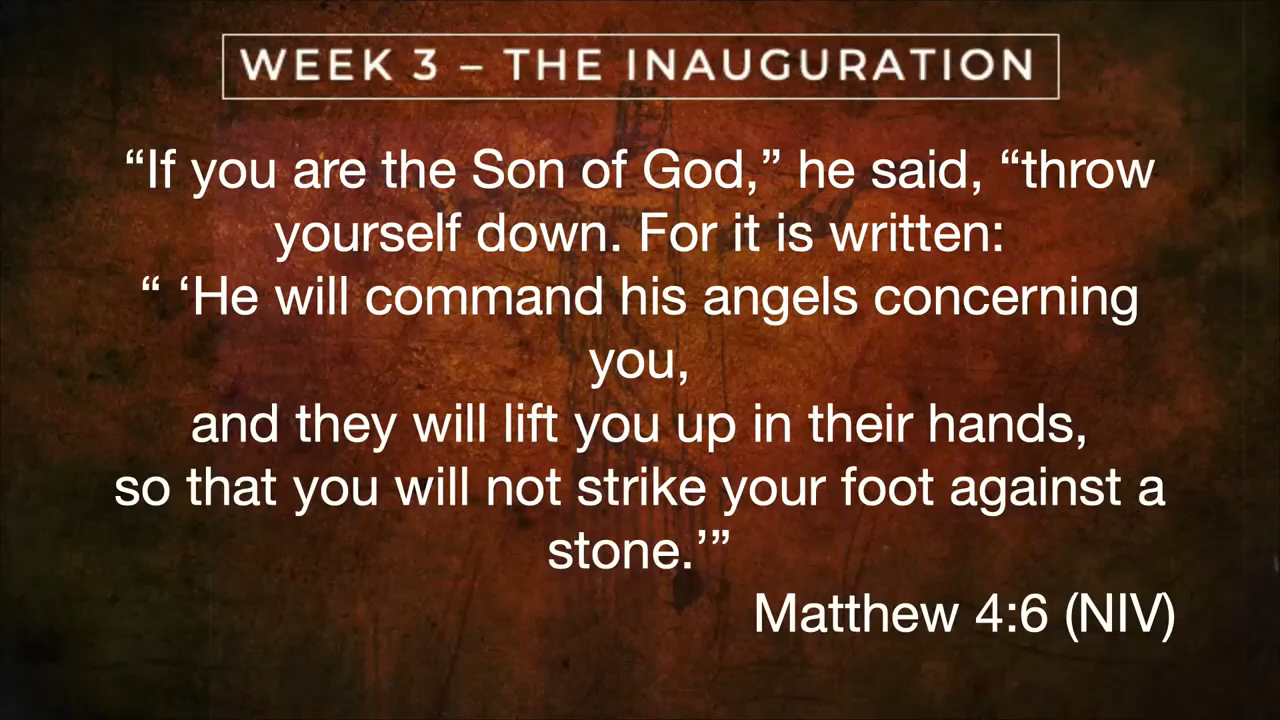 WEEK 3 – THE INAUGURATION
“If you are the Son of God,” he said, “throw
yourself down. For it is written:
“ ‘He will command his angels concerning
you,
and they will lift you up in their hands,
so that you will not strike your foot against a
stone.’”
Matthew 4:6 (NIV)